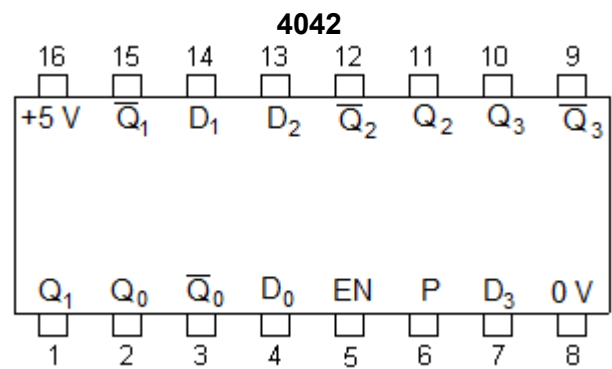 4042
16 15 14 13 12 11 10 9
+5 V Q̅₁ D₁ D₂ Q̅₂ Q₂ Q₃ Q̅₃
Q₁ Q₀ Q̅₀ D₀ EN P D₃ 0 V
1 2 3 4 5 6 7 8